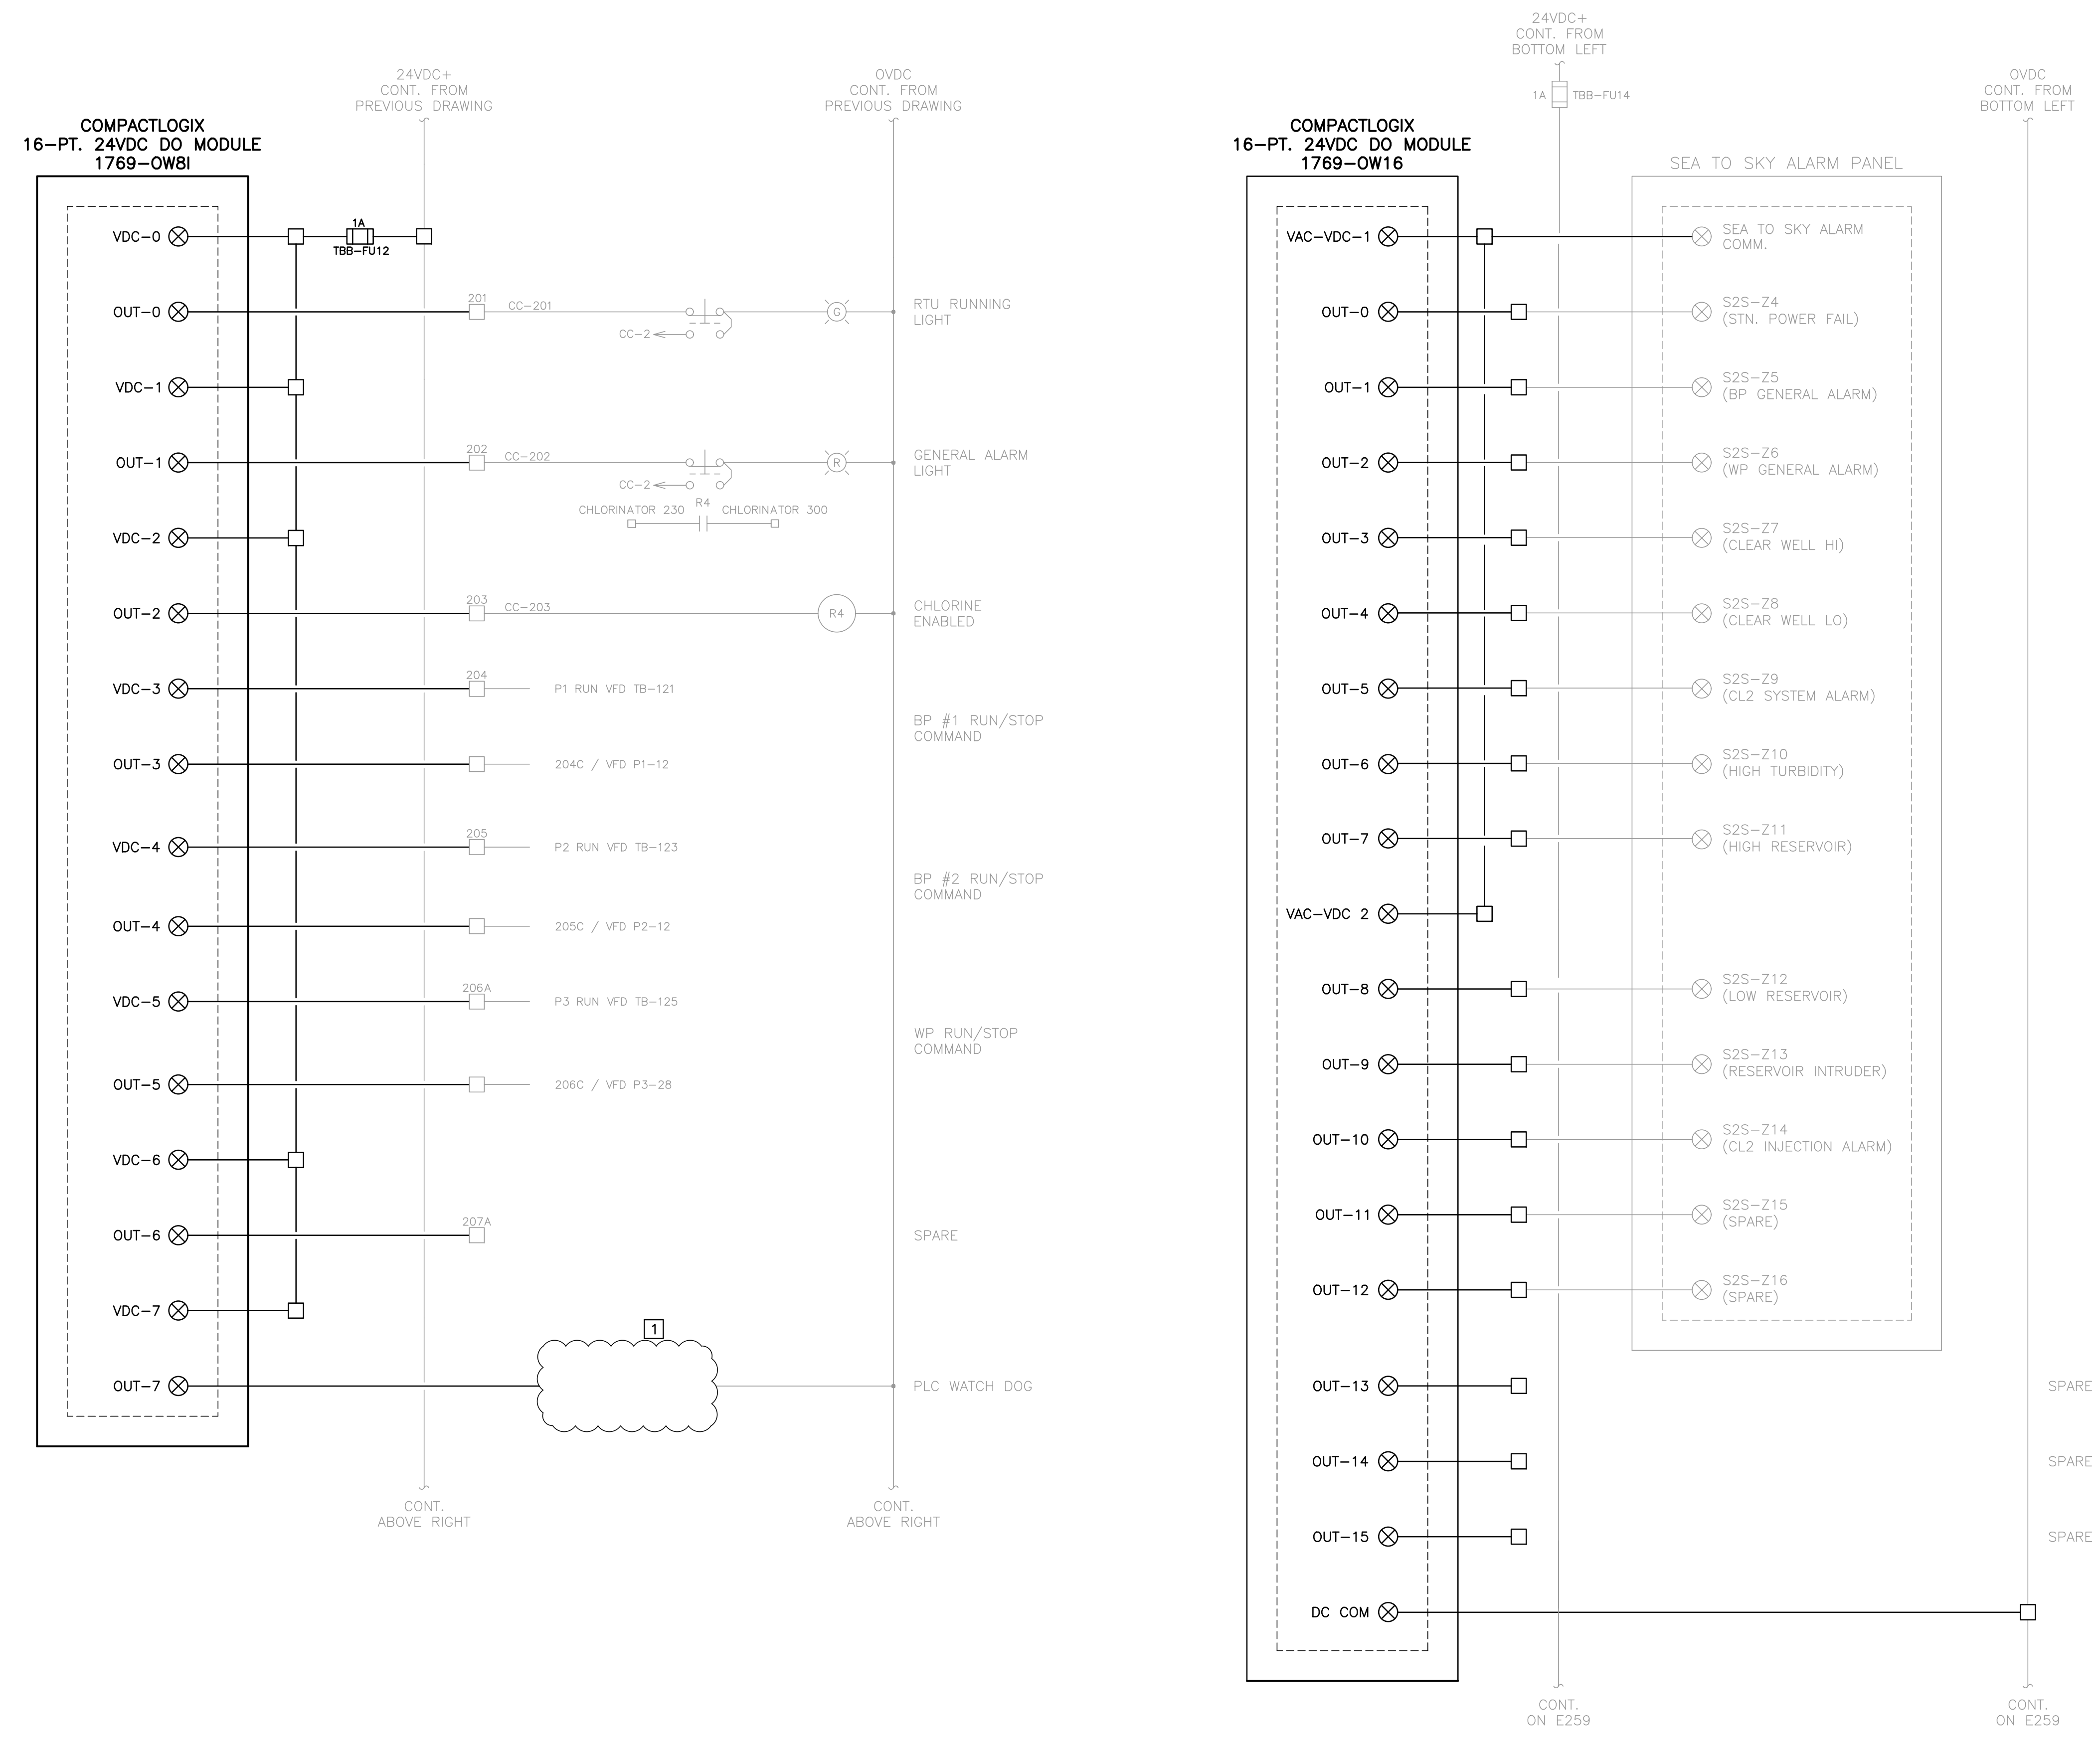 24VDC+
CONT. FROM
PREVIOUS DRAWING
0VDC
CONT. FROM
PREVIOUS DRAWING
COMPACTLOGIX
16-PT. 24VDC DO MODULE
1769-OW8I
VDC-0
1A
TBB-FU12
OUT-0
201
CC-201
CC-2
G
RTU RUNNING
LIGHT
VDC-1
OUT-1
202
CC-202
CC-2
R
GENERAL ALARM
LIGHT
CHLORINATOR 230
R4
CHLORINATOR 300
VDC-2
OUT-2
203
CC-203
R4
CHLORINE
ENABLED
VDC-3
204
P1 RUN VFD TB-121
BP #1 RUN/STOP
COMMAND
OUT-3
204C / VFD P1-12
VDC-4
205
P2 RUN VFD TB-123
BP #2 RUN/STOP
COMMAND
OUT-4
205C / VFD P2-12
VDC-5
206A
P3 RUN VFD TB-125
WP RUN/STOP
COMMAND
OUT-5
206C / VFD P3-28
VDC-6
OUT-6
207A
SPARE
VDC-7
1
OUT-7
PLC WATCH DOG
CONT.
ABOVE RIGHT
CONT.
ABOVE RIGHT
24VDC+
CONT. FROM
BOTTOM LEFT
1A
TBB-FU14
0VDC
CONT. FROM
BOTTOM LEFT
COMPACTLOGIX
16-PT. 24VDC DO MODULE
1769-OW16
SEA TO SKY ALARM PANEL
VAC-VDC-1
SEA TO SKY ALARM
COMM.
OUT-0
S2S-Z4
(STN. POWER FAIL)
OUT-1
S2S-Z5
(BP GENERAL ALARM)
OUT-2
S2S-Z6
(WP GENERAL ALARM)
OUT-3
S2S-Z7
(CLEAR WELL HI)
OUT-4
S2S-Z8
(CLEAR WELL LO)
OUT-5
S2S-Z9
(CL2 SYSTEM ALARM)
OUT-6
S2S-Z10
(HIGH TURBIDITY)
OUT-7
S2S-Z11
(HIGH RESERVOIR)
VAC-VDC 2
OUT-8
S2S-Z12
(LOW RESERVOIR)
OUT-9
S2S-Z13
(RESERVOIR INTRUDER)
OUT-10
S2S-Z14
(CL2 INJECTION ALARM)
OUT-11
S2S-Z15
(SPARE)
OUT-12
S2S-Z16
(SPARE)
OUT-13
SPARE
OUT-14
SPARE
OUT-15
SPARE
DC COM
CONT.
ON E259
CONT.
ON E259